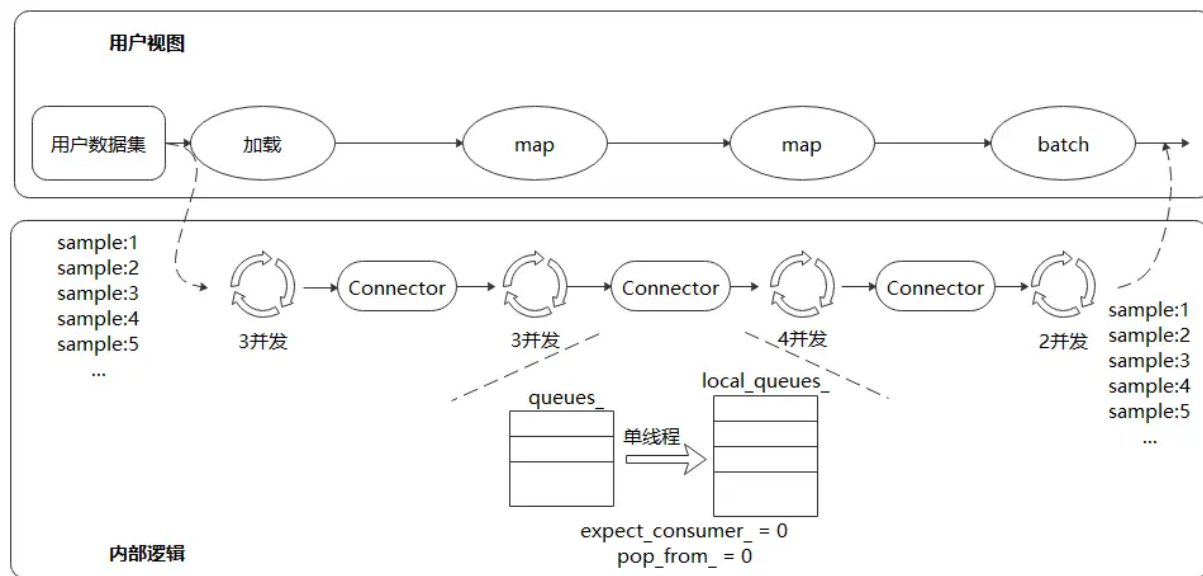 用户视图
用户数据集
加载
map
map
batch
sample:1
sample:2
sample:3
sample:4
sample:5
...
Connector
Connector
Connector
3并发
3并发
4并发
2并发
sample:1
sample:2
sample:3
sample:4
sample:5
...
queues_
单线程
local_queues_
expect_consumer_ = 0
pop_from_ = 0
内部逻辑